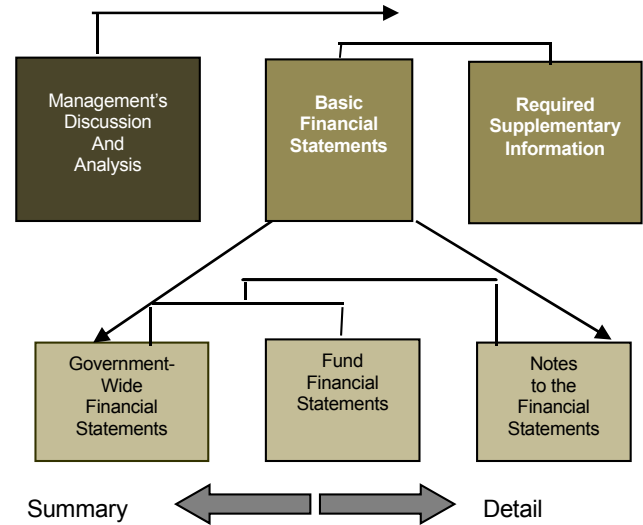 Management's
Discussion
And
Analysis
Basic
Financial
Statements
Required
Supplementary
Information
Government-
Wide
Financial
Statements
Fund
Financial
Statements
Notes
to the
Financial
Statements
Summary
Detail